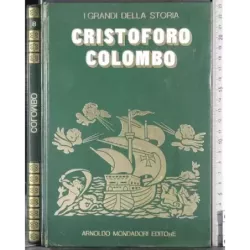 I GRANDI DELLA STORIA
CRISTOFORO
COLOMBO
ARNOLDO MONDADORI EDITORE
COLOMBO